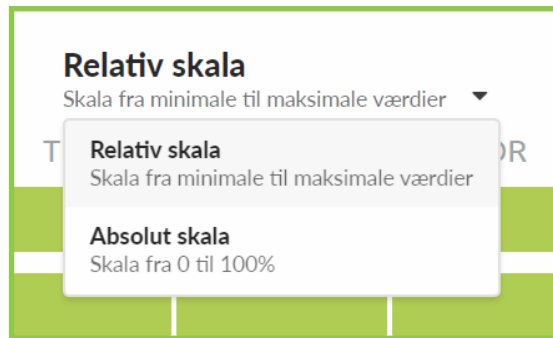 Relativ skala
Skala fra minimale til maksimale værdier
Relativ skala
Skala fra minimale til maksimale værdier
Absolut skala
Skala fra 0 til 100%